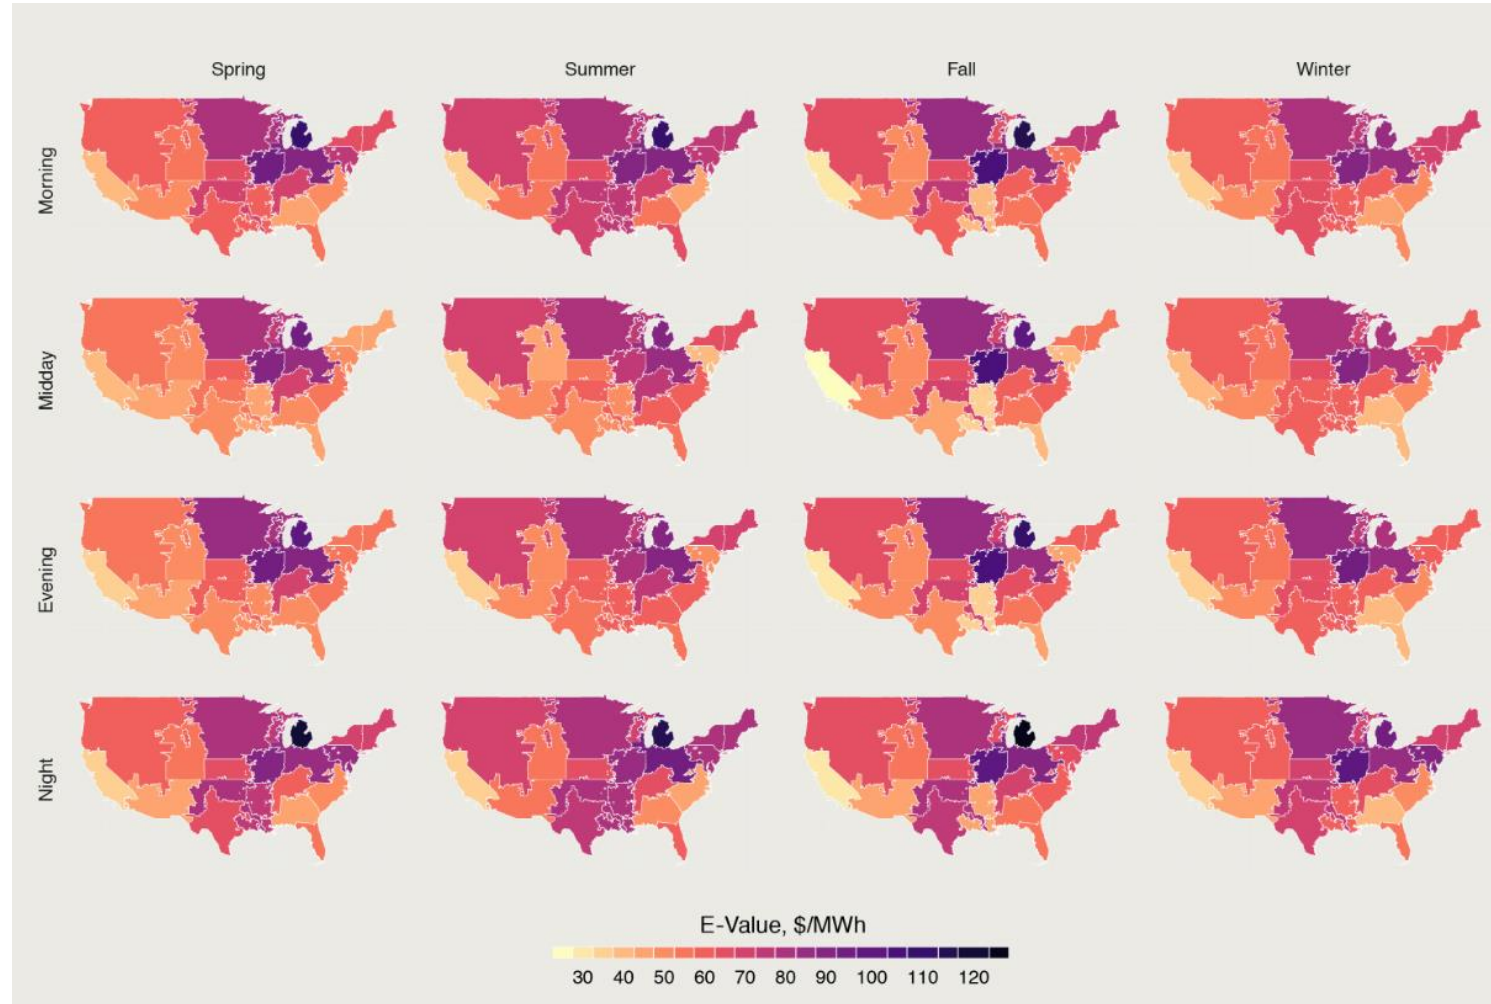 Spring Summer Fall Winter
Morning
Midday
Evening
Night
E-Value, $/MWh
30 40 50 60 70 80 90 100 110 120